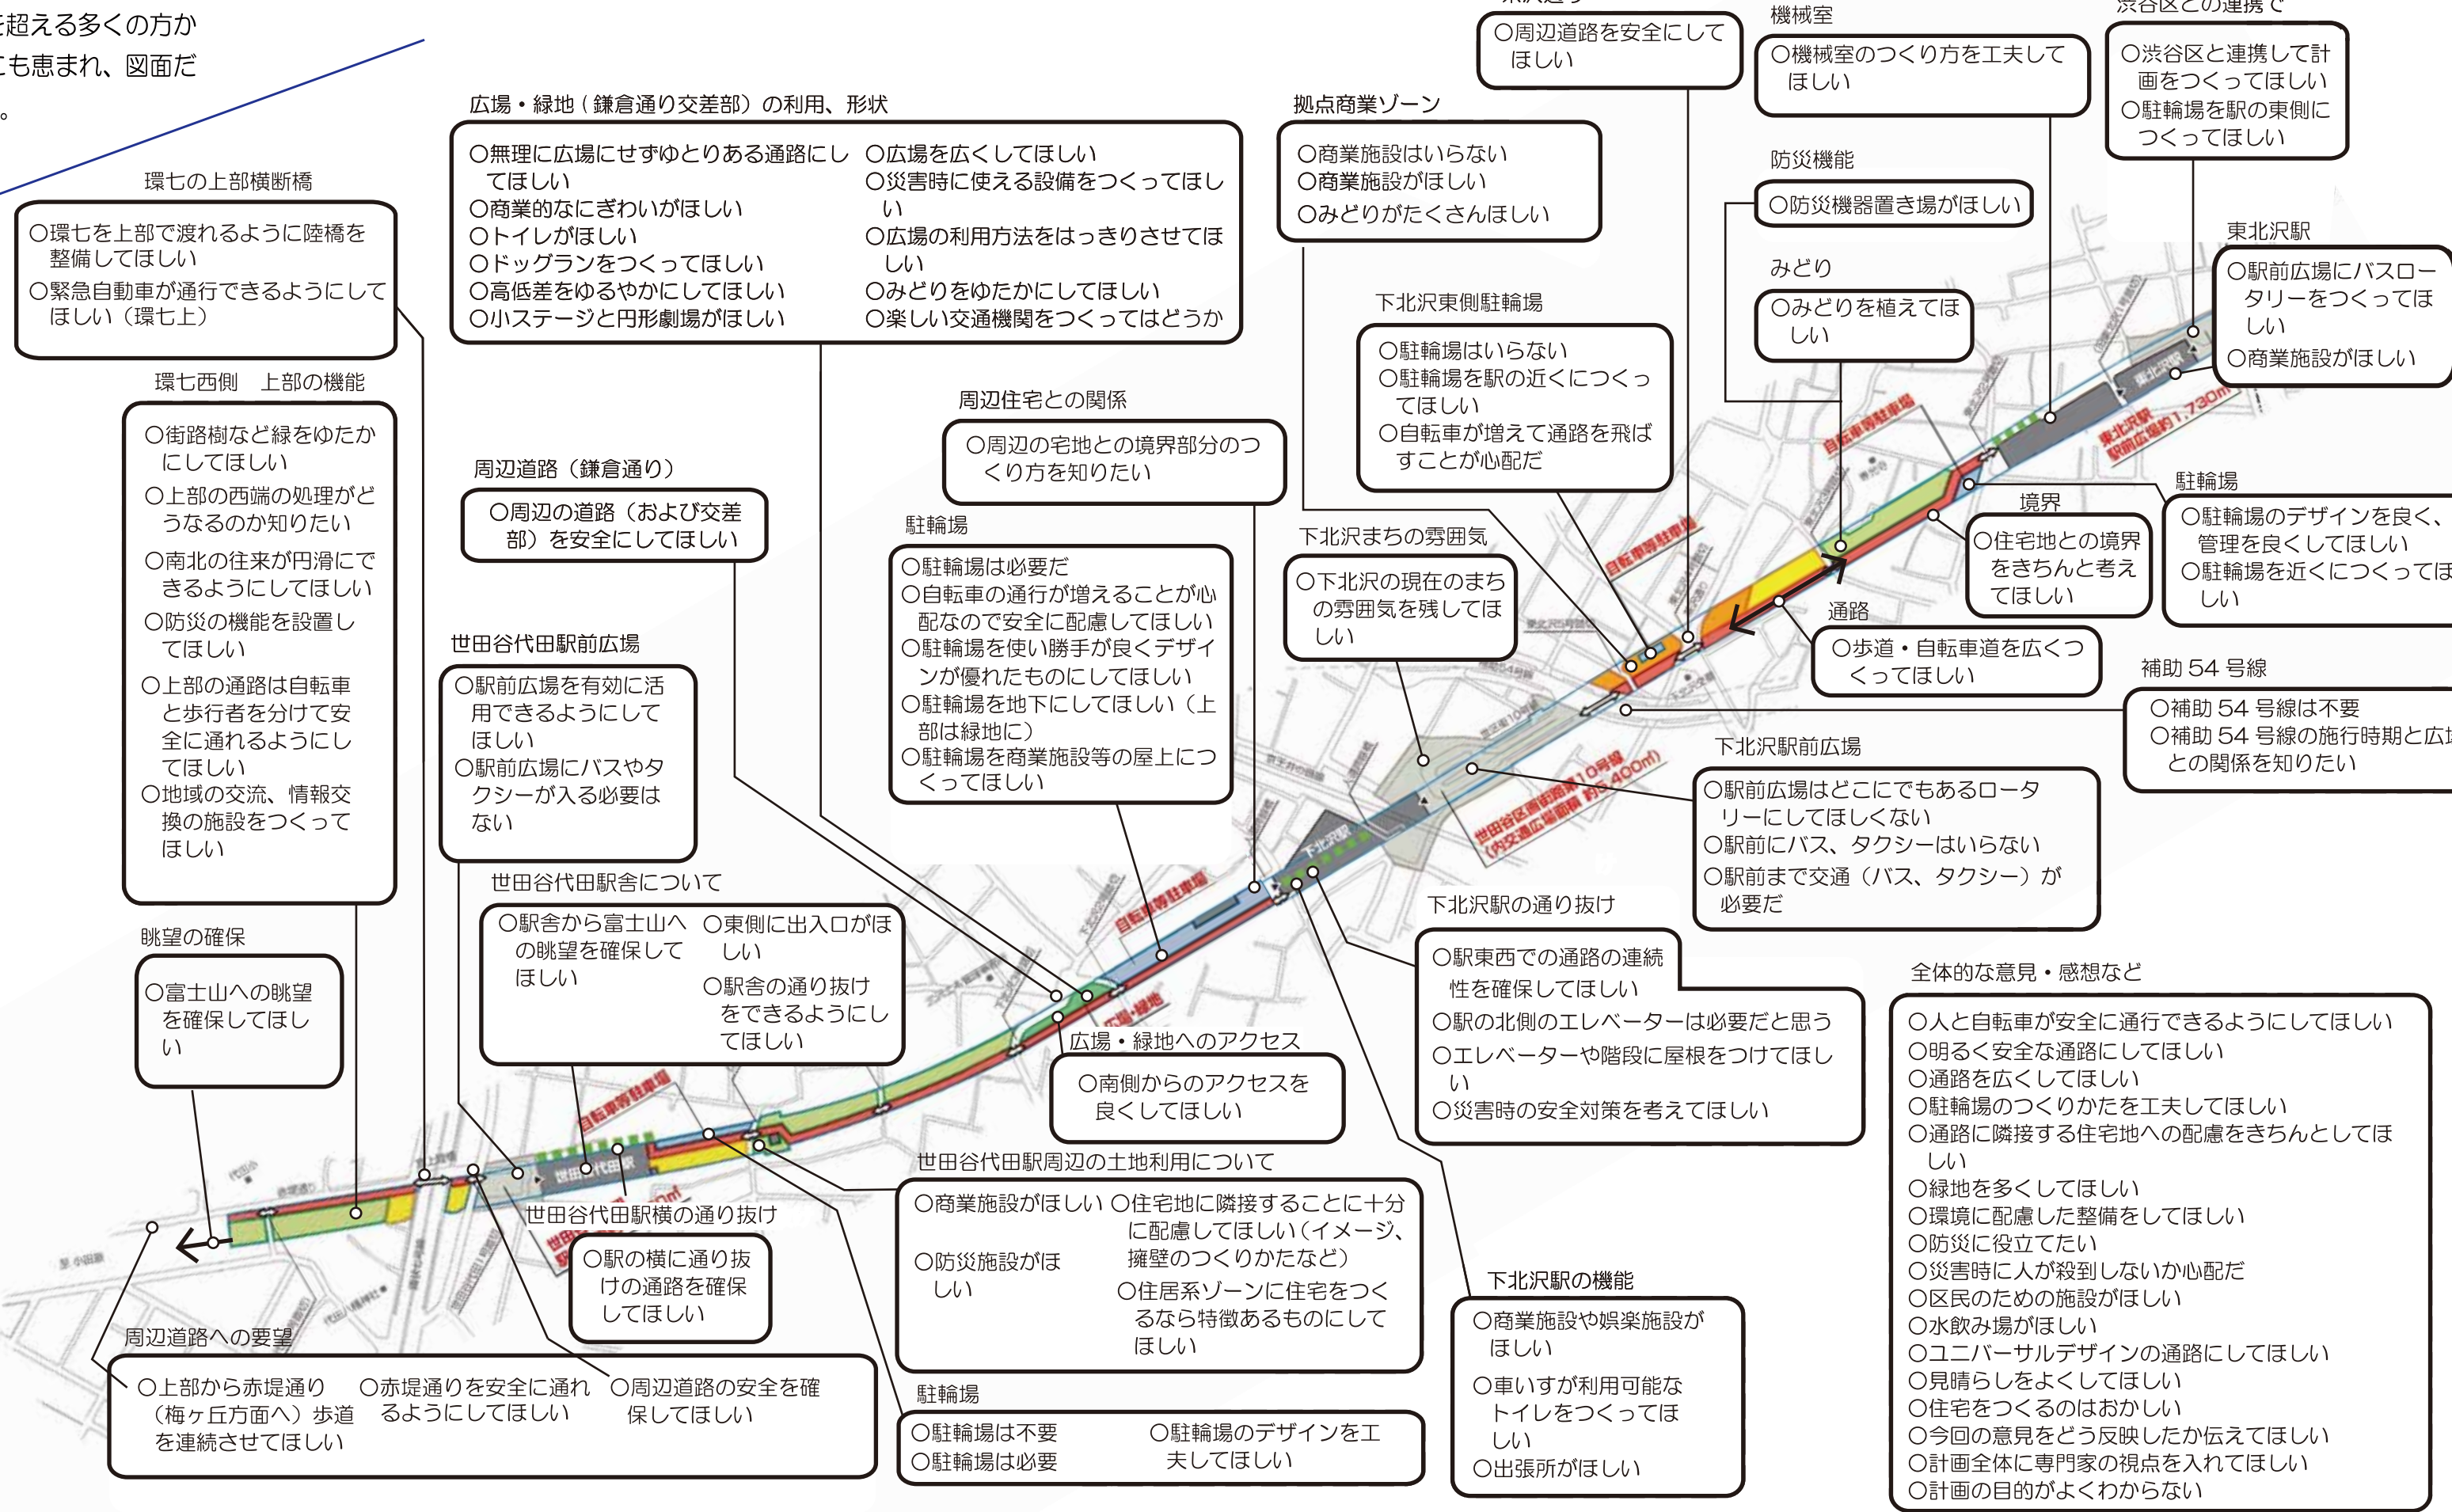 を超える多くの方か
にも恵まれ、図面だ
。
環七の上部横断橋
○環七を上部で渡れるように陸橋を
整備してほしい
○緊急自動車が通行できるようにして
ほしい（環七上）
環七西側　上部の機能
○街路樹など緑をゆたか
にしてほしい
○上部の西端の処理がど
うなるのか知りたい
○南北の往来が円滑にで
きるようにしてほしい
○防災の機能を設置し
てほしい
○上部の通路は自転車
と歩行者を分けて安
全に通れるようにし
てほしい
○地域の交流、情報交
換の施設をつくって
ほしい
眺望の確保
○富士山への眺望
を確保してほし
い
広場・緑地 ( 鎌倉通り交差部）の利用、形状
○無理に広場にせずゆとりある通路にし
てほしい
○商業的なにぎわいがほしい
○トイレがほしい
○ドッグランをつくってほしい
○高低差をゆるやかにしてほしい
○小ステージと円形劇場がほしい
○広場を広くしてほしい
○災害時に使える設備をつくってほし
い
○広場の利用方法をはっきりさせてほ
しい
○みどりをゆたかにしてほしい
○楽しい交通機関をつくってはどうか
周辺道路（鎌倉通り）
○周辺の道路（および交差
部）を安全にしてほしい
世田谷代田駅前広場
○駅前広場を有効に活
用できるようにして
ほしい
○駅前広場にバスやタ
クシーが入る必要は
ない
世田谷代田駅舎について
○駅舎から富士山へ
の眺望を確保して
ほしい
○東側に出入口がほ
しい
○駅舎の通り抜け
をできるようにし
てほしい
周辺住宅との関係
○周辺の宅地との境界部分のつ
くり方を知りたい
駐輪場
○駐輪場は必要だ
○自転車の通行が増えることが心
配なので安全に配慮してほしい
○駐輪場を使い勝手が良くデザイ
ンが優れたものにしてほしい
○駐輪場を地下にしてほしい（上
部は緑地に）
○駐輪場を商業施設等の屋上につ
くってほしい
拠点商業ゾーン
○商業施設はいらない
○商業施設がほしい
○みどりがたくさんほしい
下北沢東側駐輪場
○駐輪場はいらない
○駐輪場を駅の近くにつくっ
てほしい
○自転車が増えて通路を飛ば
すことが心配だ
下北沢まちの雰囲気
○下北沢の現在のまち
の雰囲気を残してほ
しい
○周辺道路を安全にして
ほしい
機械室
○機械室のつくり方を工夫して
ほしい
防災機能
○防災機器置き場がほしい
みどり
○みどりを植えてほ
しい
渋谷区との連携で
○渋谷区と連携して計
画をつくってほしい
○駐輪場を駅の東側に
つくってほしい
東北沢駅
○駅前広場にバスロー
タリーをつくってほ
しい
○商業施設がほしい
東北沢駅
東北沢駅
駅前広場約1,730㎡
自転車等駐車場
駐輪場
○駐輪場のデザインを良く、
管理を良くしてほしい
○駐輪場を近くにつくってほ
しい
境界
○住宅地との境界
をきちんと考え
てほしい
通路
○歩道・自転車道を広くつ
くってほしい
自転車等駐車場
補助 54 号線
○補助 54 号線は不要
○補助 54 号線の施行時期と広場
との関係を知りたい
下北沢駅前広場
○駅前広場はどこにでもあるロータ
リーにしてほしくない
○駅前にバス、タクシーはいらない
○駅前まで交通（バス、タクシー）が
必要だ
下北沢駅
下北沢駅の通り抜け
○駅東西での通路の連続
性を確保してほしい
○駅の北側のエレベーターは必要だと思う
○エレベーターや階段に屋根をつけてほし
い
○災害時の安全対策を考えてほしい
自転車等駐車場
広場・緑地
広場・緑地へのアクセス
○南側からのアクセスを
良くしてほしい
自転車等駐車場
世田谷代田駅
世田谷代田駅横の通り抜け
○駅の横に通り抜
けの通路を確保
してほしい
世田谷代田駅周辺の土地利用について
○商業施設がほしい
○防災施設がほ
しい
○住宅地に隣接することに十分
に配慮してほしい（イメージ、
擁壁のつくりかたなど）
○住居系ゾーンに住宅をつく
るなら特徴あるものにして
ほしい
駐輪場
○駐輪場は不要
○駐輪場は必要
○駐輪場のデザインを工
夫してほしい
下北沢駅の機能
○商業施設や娯楽施設が
ほしい
○車いすが利用可能な
トイレをつくってほ
しい
○出張所がほしい
周辺道路への要望
○上部から赤堤通り
（梅ヶ丘方面へ）歩道
を連続させてほしい
○赤堤通りを安全に通れ
るようにしてほしい
○周辺道路の安全を確
保してほしい
全体的な意見・感想など
○人と自転車が安全に通行できるようにしてほしい
○明るく安全な通路にしてほしい
○通路を広くしてほしい
○駐輪場のつくりかたを工夫してほしい
○通路に隣接する住宅地への配慮をきちんとしてほ
しい
○緑地を多くしてほしい
○環境に配慮した整備をしてほしい
○防災に役立てたい
○災害時に人が殺到しないか心配だ
○区民のための施設がほしい
○水飲み場がほしい
○ユニバーサルデザインの通路にしてほしい
○見晴らしをよくしてほしい
○住宅をつくるのはおかしい
○今回の意見をどう反映したか伝えてほしい
○計画全体に専門家の視点を入れてほしい
○計画の目的がよくわからない